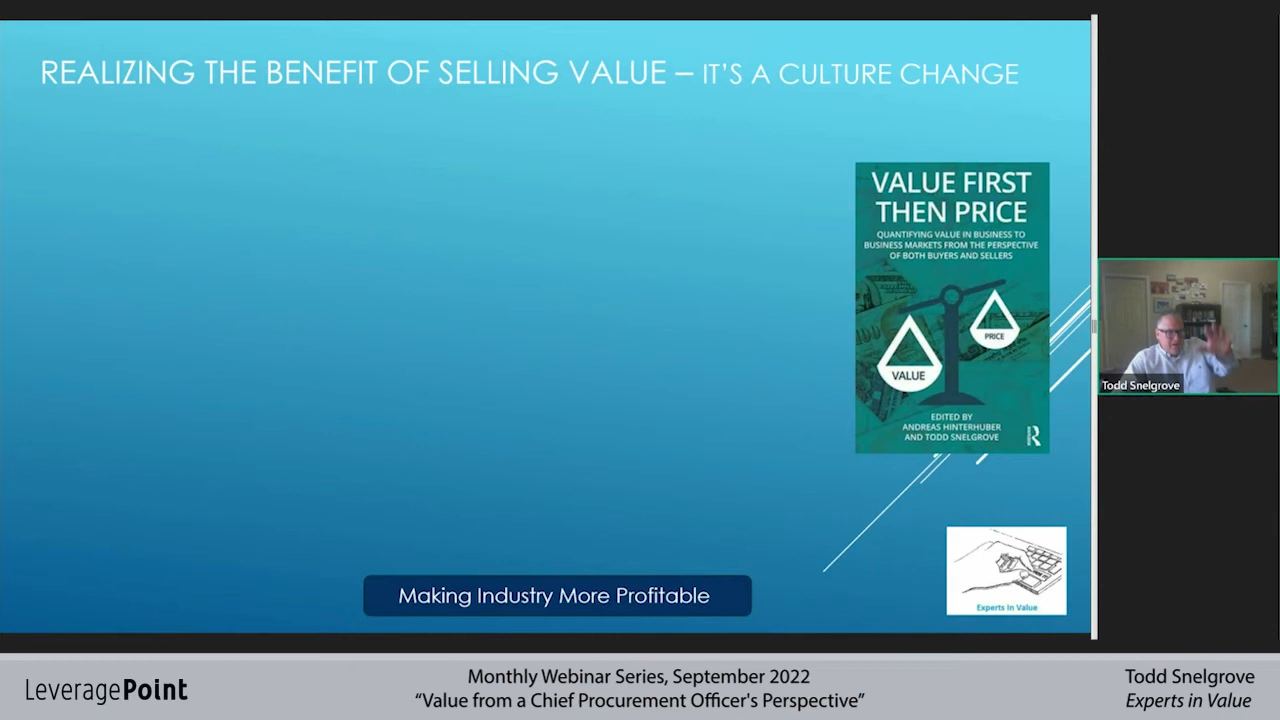 REALIZING THE BENEFIT OF SELLING VALUE – IT'S A CULTURE CHANGE
VALUE FIRST
THEN PRICE
QUANTIFYING VALUE IN BUSINESS TO
BUSINESS MARKETS FROM THE PERSPECTIVE
OF BOTH BUYERS AND SELLERS
PRICE
VALUE
EDITED BY
ANDREAS HINTERHUBER
AND TODD SNELGROVE
R
Todd Snelgrove
Experts In Value
Making Industry More Profitable
LeveragePoint
Monthly Webinar Series, September 2022
“Value from a Chief Procurement Officer's Perspective”
Todd Snelgrove
Experts in Value